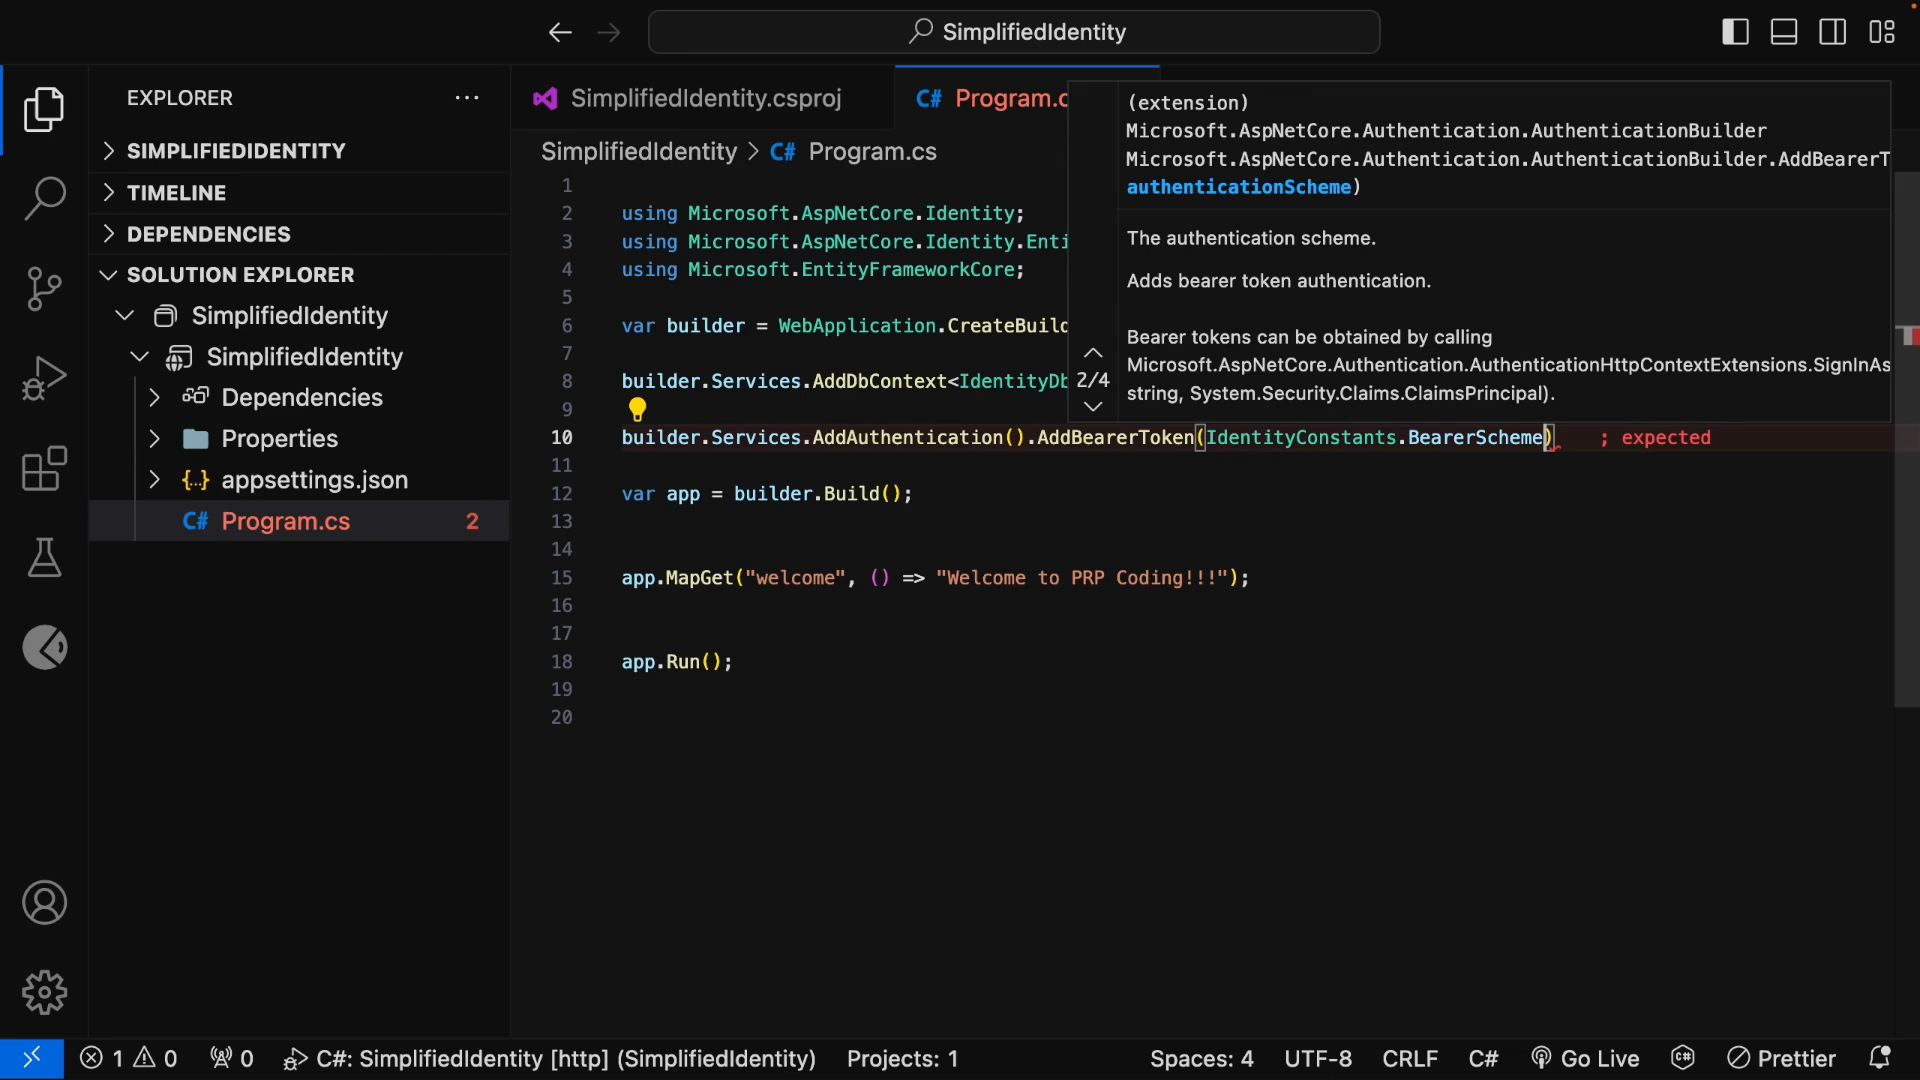 SimplifiedIdentity
EXPLORER
SIMPLIFIEDIDENTITY
TIMELINE
DEPENDENCIES
SOLUTION EXPLORER
SimplifiedIdentity
SimplifiedIdentity
Dependencies
Properties
{..} appsettings.json
C# Program.cs 2
SimplifiedIdentity.csproj
C# Program.c
SimplifiedIdentity > C# Program.cs
(extension)
Microsoft.AspNetCore.Authentication.AuthenticationBuilder
Microsoft.AspNetCore.Authentication.AuthenticationBuilder.AddBearerT
authenticationScheme)
The authentication scheme.
Adds bearer token authentication.
Bearer tokens can be obtained by calling
Microsoft.AspNetCore.Authentication.AuthenticationHttpContextExtensions.SignInAs
string, System.Security.Claims.ClaimsPrincipal).
2/4
1
2 using Microsoft.AspNetCore.Identity;
3 using Microsoft.AspNetCore.Identity.Enti
4 using Microsoft.EntityFrameworkCore;
5
6 var builder = WebApplication.CreateBuild
7
8 builder.Services.AddDbContext<IdentityDb
9
10 builder.Services.AddAuthentication().AddBearerToken(IdentityConstants.BearerScheme) ; expected
11
12 var app = builder.Build();
13
14
15 app.MapGet("welcome", () => "Welcome to PRP Coding!!!");
16
17
18 app.Run();
19
20
1 0 0 C#: SimplifiedIdentity [http] (SimplifiedIdentity) Projects: 1 Spaces: 4 UTF-8 CRLF C# Go Live C# Prettier